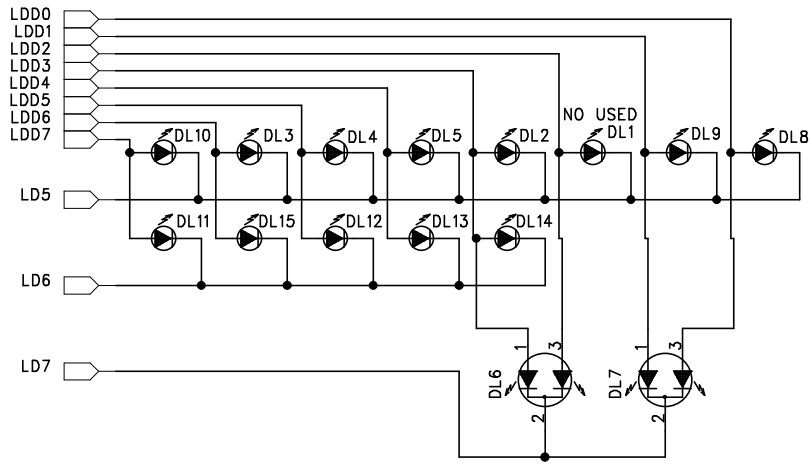 LDD0
LDD1
LDD2
LDD3
LDD4
LDD5
LDD6
LDD7
NO USED
DL10
DL3
DL4
DL5
DL2
DL1
DL9
DL8
LD5
DL11
DL15
DL12
DL13
DL14
LD6
1
3
1
3
LD7
DL6
DL7
2
2